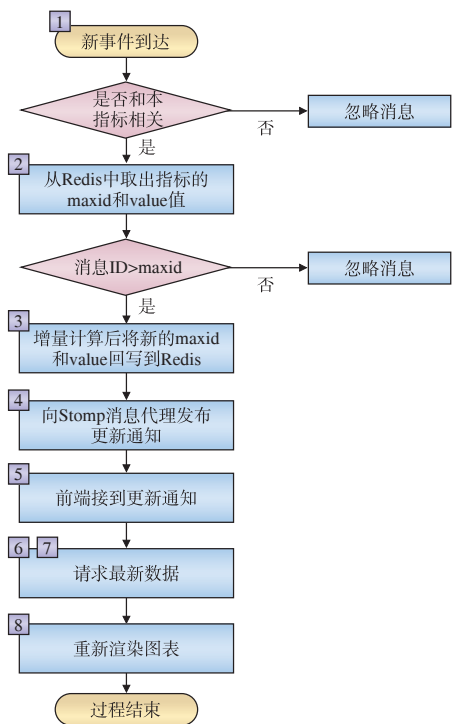 1
新事件到达
是否和本
指标相关
否
忽略消息
是
2
从Redis中取出指标的
maxid和value值
消息ID>maxid
否
忽略消息
是
3
增量计算后将新的maxid
和value回写到Redis
4
向Stomp消息代理发布
更新通知
5
前端接到更新通知
6 7
请求最新数据
8
重新渲染图表
过程结束